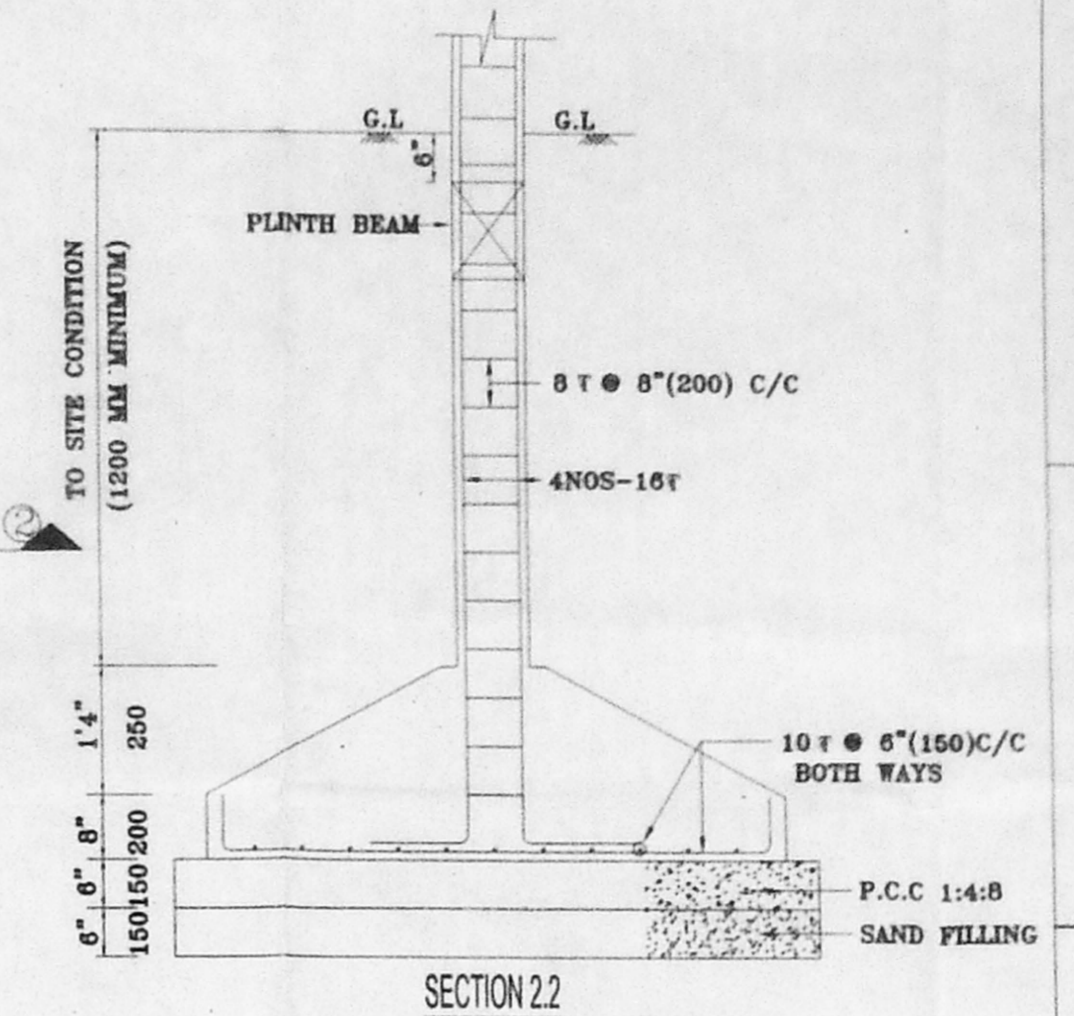 G.L
G.L
6"
PLINTH BEAM
TO SITE CONDITION
(1200 MM MINIMUM)
8 T @ 8"(200) C/C
4NOS-16T
2
1'4"
250
10 T @ 6"(150)C/C
BOTH WAYS
8"
200
6"
150
P.C.C 1:4:8
6"
150
SAND FILLING
SECTION 2.2